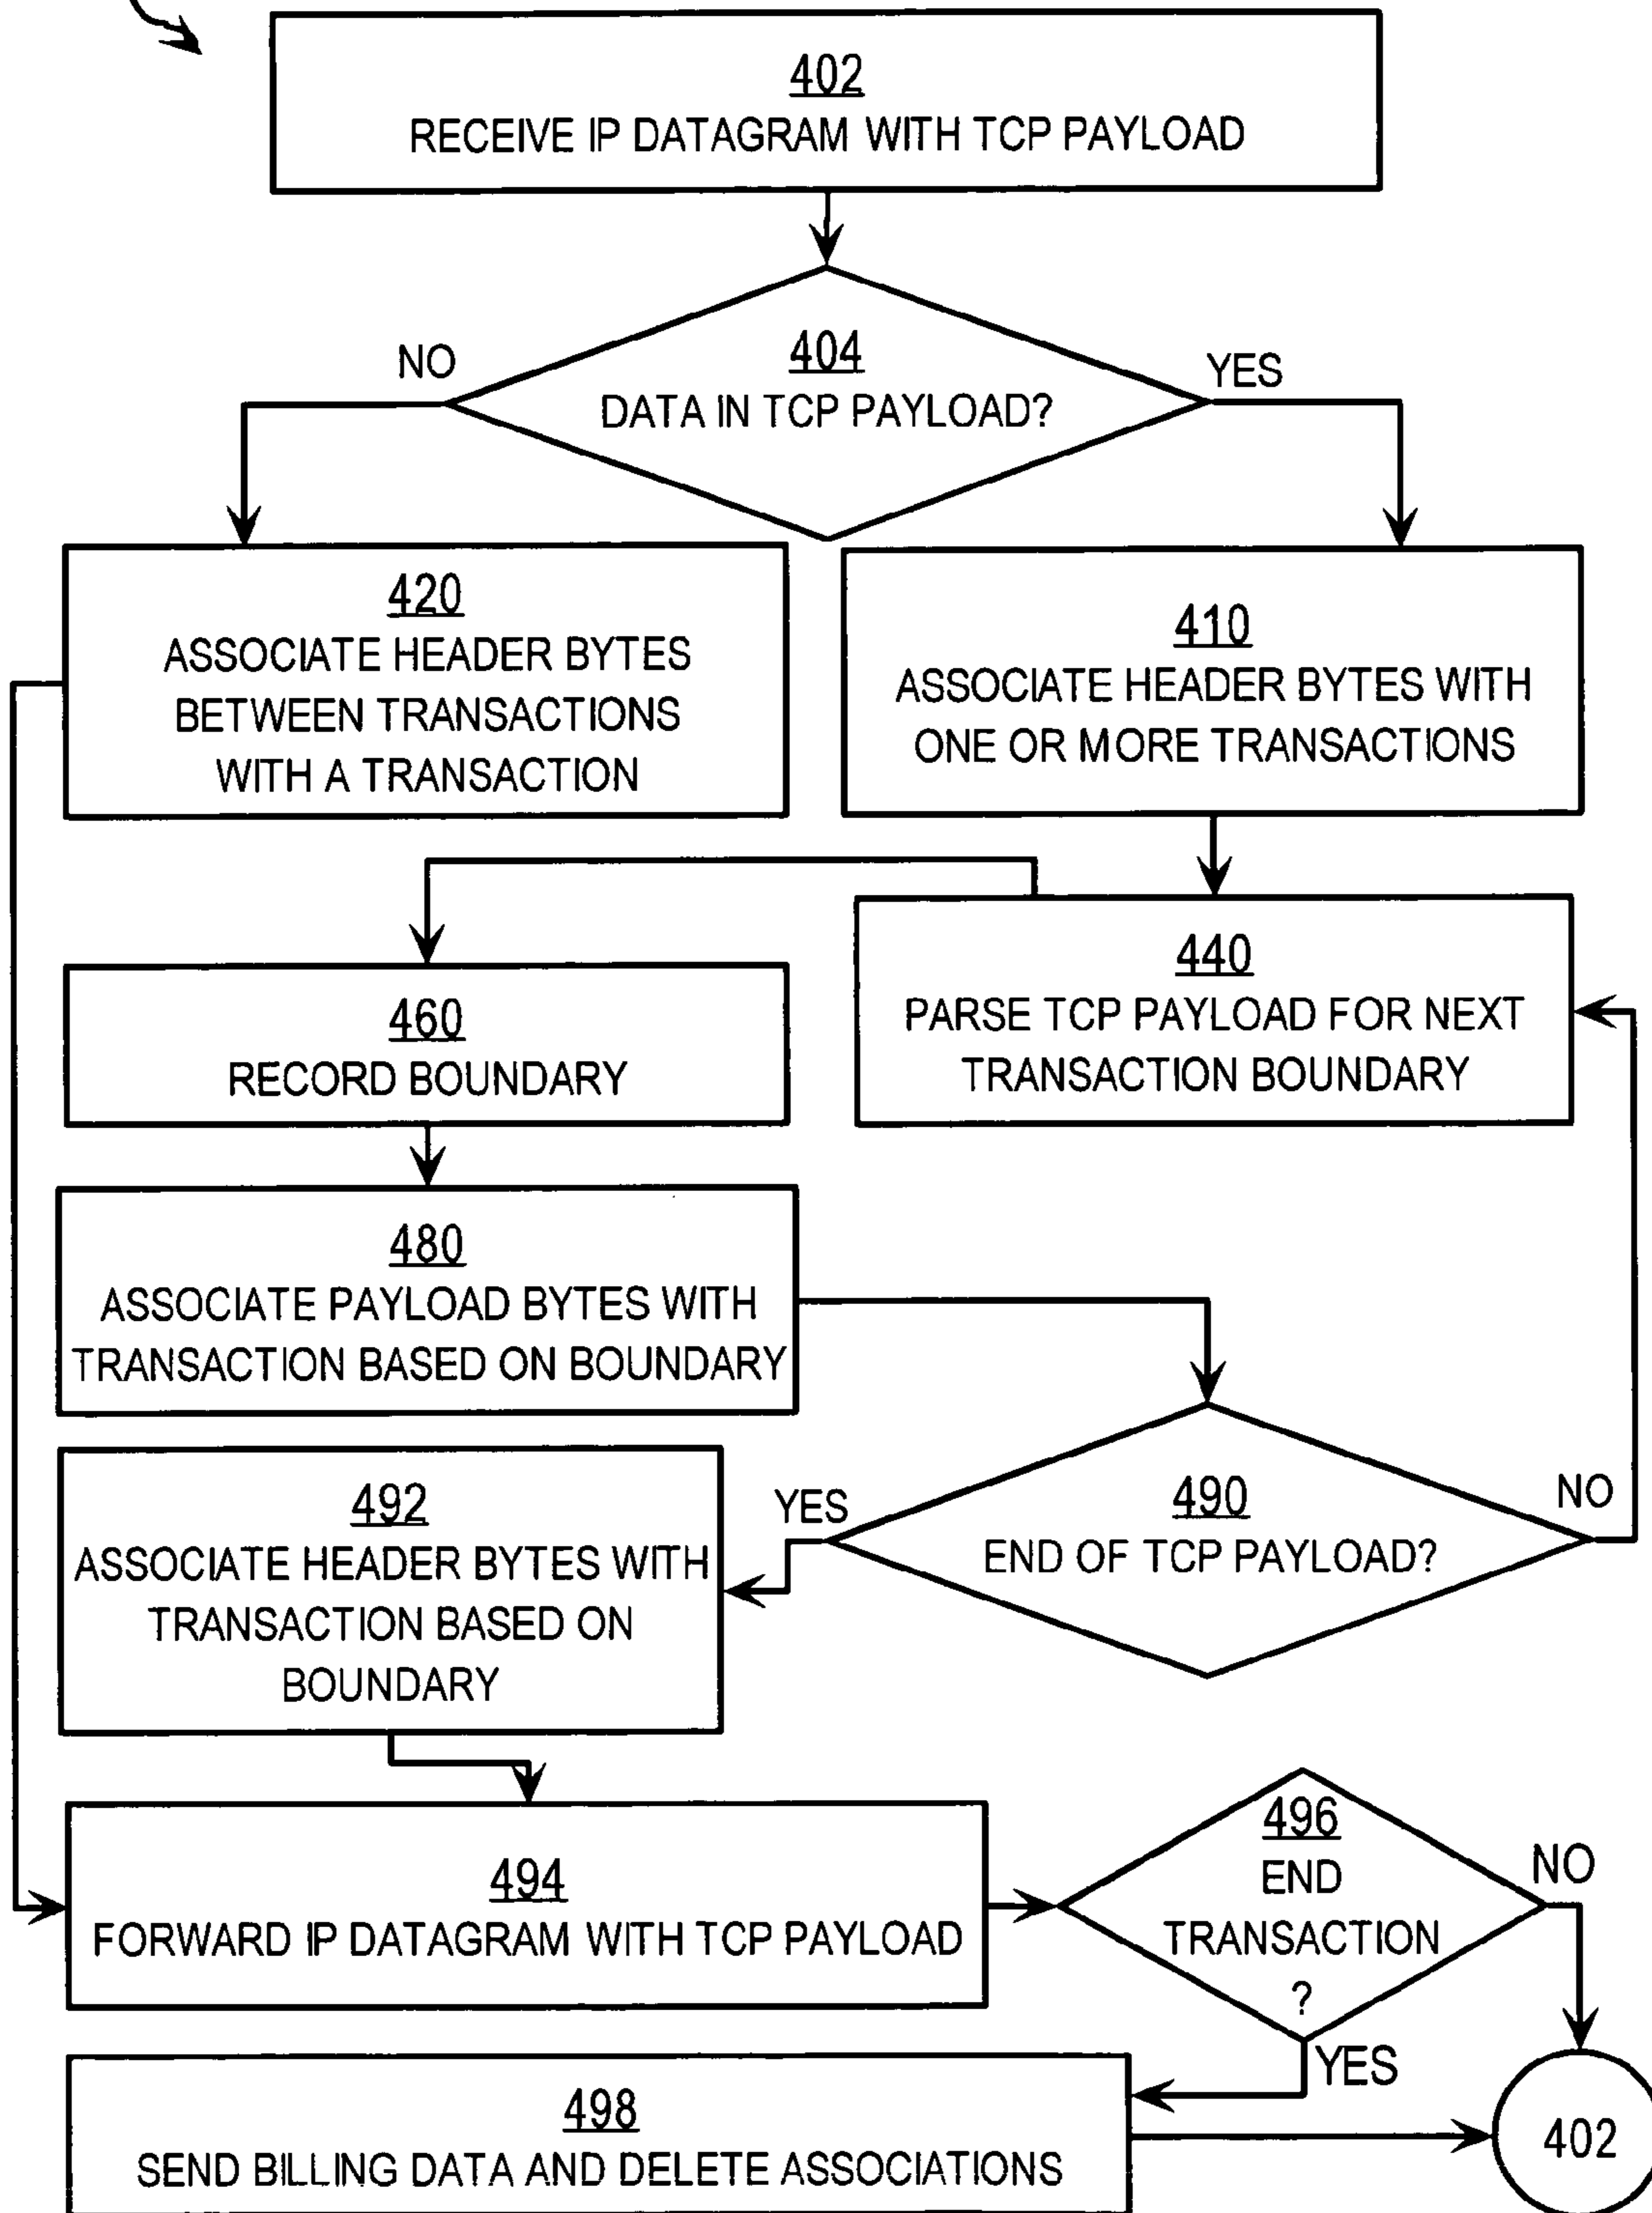 402
RECEIVE IP DATAGRAM WITH TCP PAYLOAD
404
DATA IN TCP PAYLOAD?
NO
YES
420
ASSOCIATE HEADER BYTES
BETWEEN TRANSACTIONS
WITH A TRANSACTION
410
ASSOCIATE HEADER BYTES WITH
ONE OR MORE TRANSACTIONS
440
PARSE TCP PAYLOAD FOR NEXT
TRANSACTION BOUNDARY
460
RECORD BOUNDARY
480
ASSOCIATE PAYLOAD BYTES WITH
TRANSACTION BASED ON BOUNDARY
490
END OF TCP PAYLOAD?
YES
NO
492
ASSOCIATE HEADER BYTES WITH
TRANSACTION BASED ON
BOUNDARY
494
FORWARD IP DATAGRAM WITH TCP PAYLOAD
496
END
TRANSACTION
?
NO
YES
498
SEND BILLING DATA AND DELETE ASSOCIATIONS
402